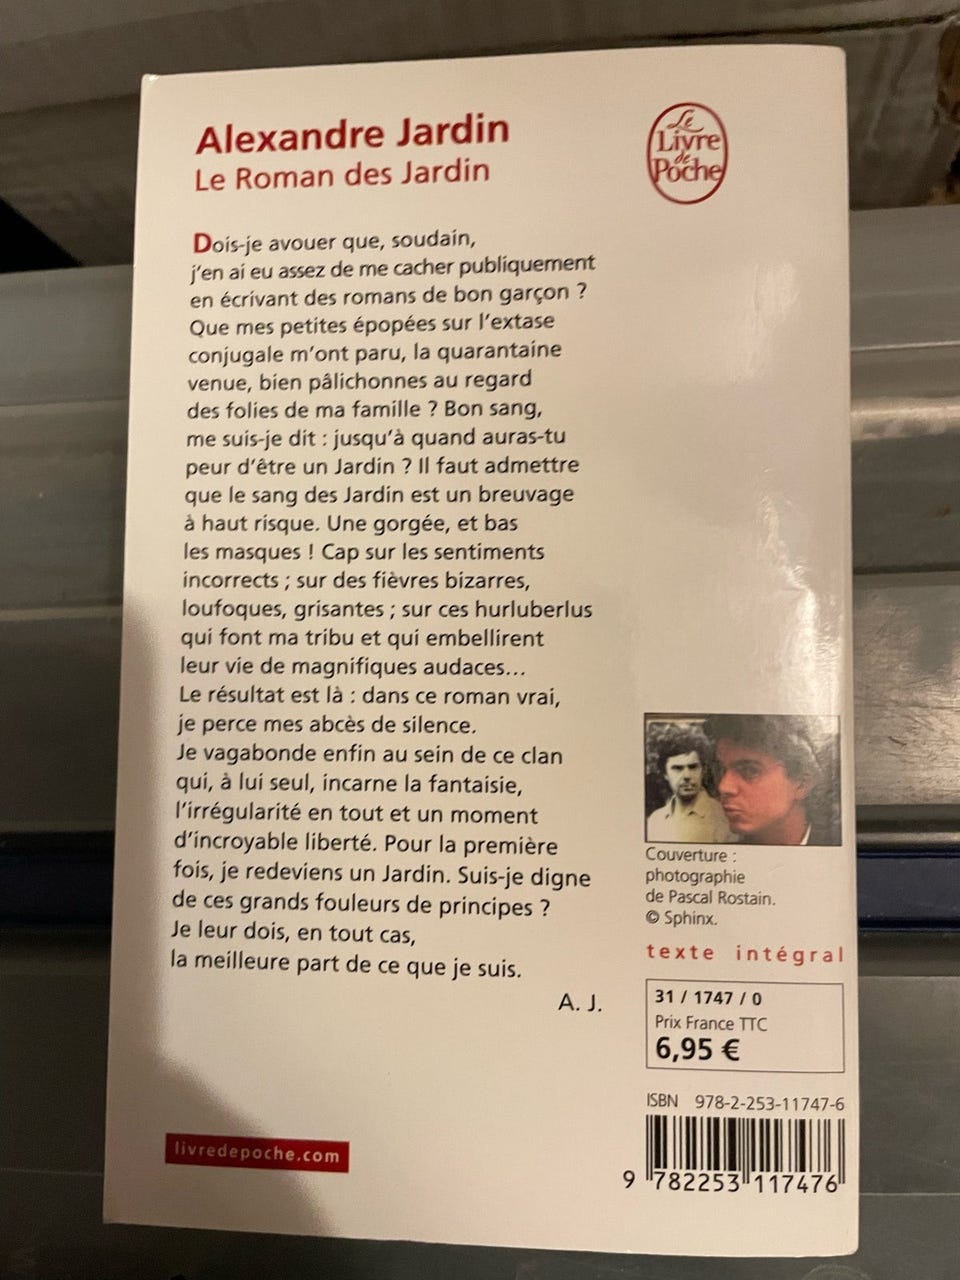 Alexandre Jardin
Le Roman des Jardin
Le
Livre
de
Poche
Dois-je avouer que, soudain,
j'en ai eu assez de me cacher publiquement
en écrivant des romans de bon garçon ?
Que mes petites épopées sur l'extase
conjugale m'ont paru, la quarantaine
venue, bien pâlichonnes au regard
des folies de ma famille ? Bon sang,
me suis-je dit : jusqu'à quand auras-tu
peur d'être un Jardin ? Il faut admettre
que le sang des Jardin est un breuvage
à haut risque. Une gorgée, et bas
les masques ! Cap sur les sentiments
incorrects ; sur des fièvres bizarres,
loufoques, grisantes ; sur ces hurluberlus
qui font ma tribu et qui embellirent
leur vie de magnifiques audaces...
Le résultat est là : dans ce roman vrai,
je perce mes abcès de silence.
Je vagabonde enfin au sein de ce clan
qui, à lui seul, incarne la fantaisie,
l'irrégularité en tout et un moment
d'incroyable liberté. Pour la première
fois, je redeviens un Jardin. Suis-je digne
de ces grands fouleurs de principes ?
Je leur dois, en tout cas,
la meilleure part de ce que je suis.
A. J.
Couverture :
photographie
de Pascal Rostain.
© Sphinx.
texte intégral
31 / 1747 / 0
Prix France TTC
6,95 €
ISBN 978-2-253-11747-6
9 782253 117476
livredepoche.com